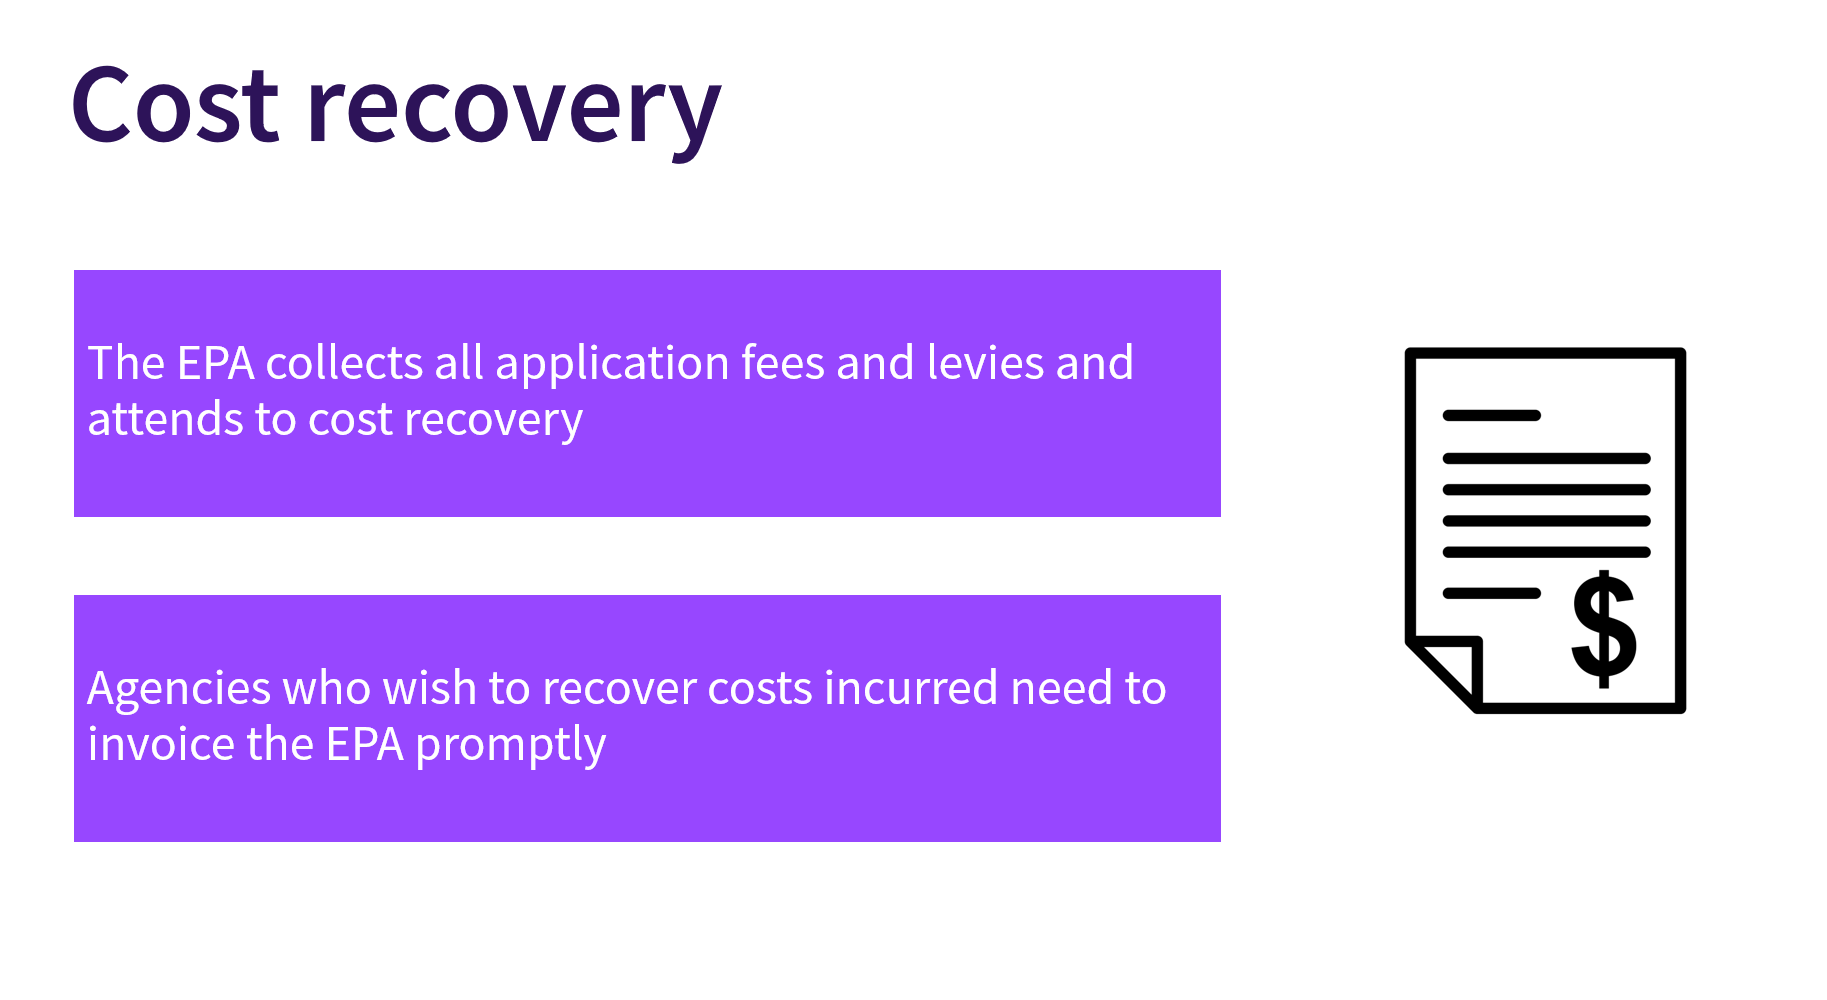 Cost recovery
The EPA collects all application fees and levies and
attends to cost recovery
Agencies who wish to recover costs incurred need to
invoice the EPA promptly
$